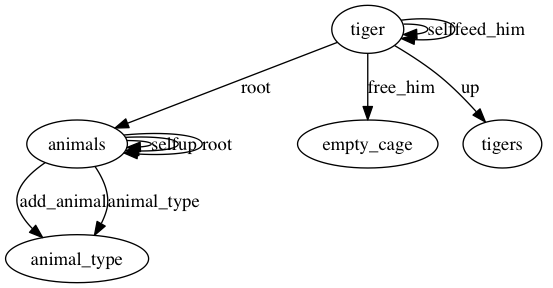 tiger
self
feed_him
root
free_him
up
animals
self
up
root
empty_cage
tigers
add_animal
animal_type
animal_type